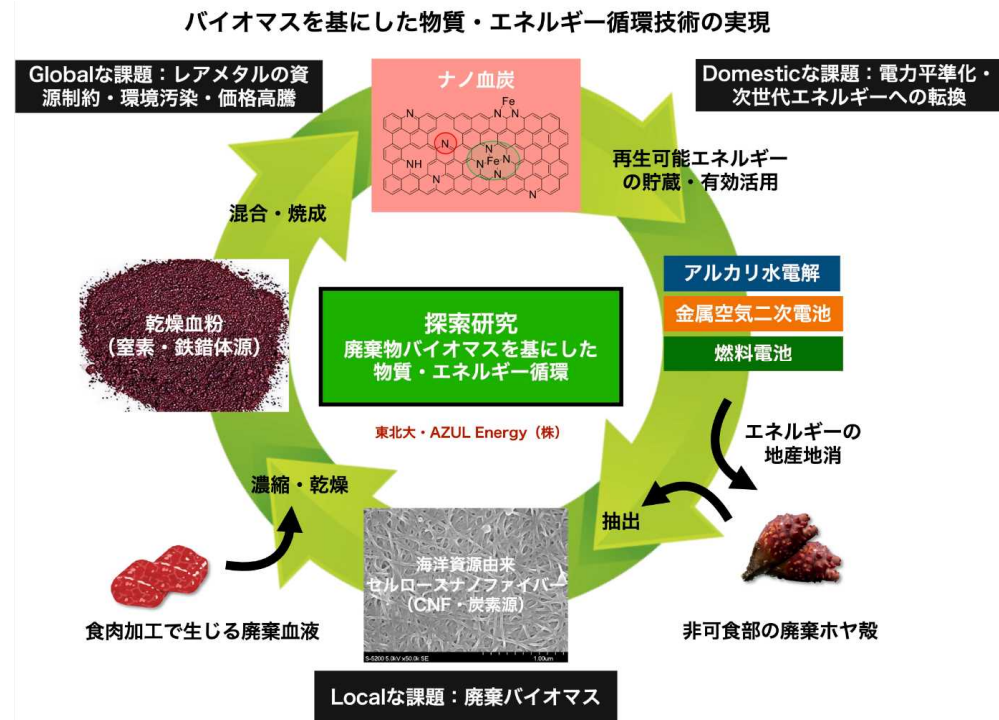 バイオマスを基にした物質・エネルギー循環技術の実現
Globalな課題：レアメタルの資
源制約・環境汚染・価格高騰
ナノ血炭
Domesticな課題：電力平準化・
次世代エネルギーへの転換
Fe
N
N N
N
N
N Fe N
N
NH
N
N
再生可能エネルギー
の貯蔵・有効活用
混合・焼成
アルカリ水電解
金属空気二次電池
燃料電池
乾燥血粉
（窒素・鉄錯体源）
探索研究
廃棄物バイオマスを基にした
物質・エネルギー循環
東北大・AZUL Energy（株）
エネルギーの
地産地消
濃縮・乾燥
抽出
海洋資源由来
セルロースナノファイバー
（CNF・炭素源）
S-5200 5.0kV x50.0k SE
1.00um
食肉加工で生じる廃棄血液
非可食部の廃棄ホヤ殻
Localな課題：廃棄バイオマス